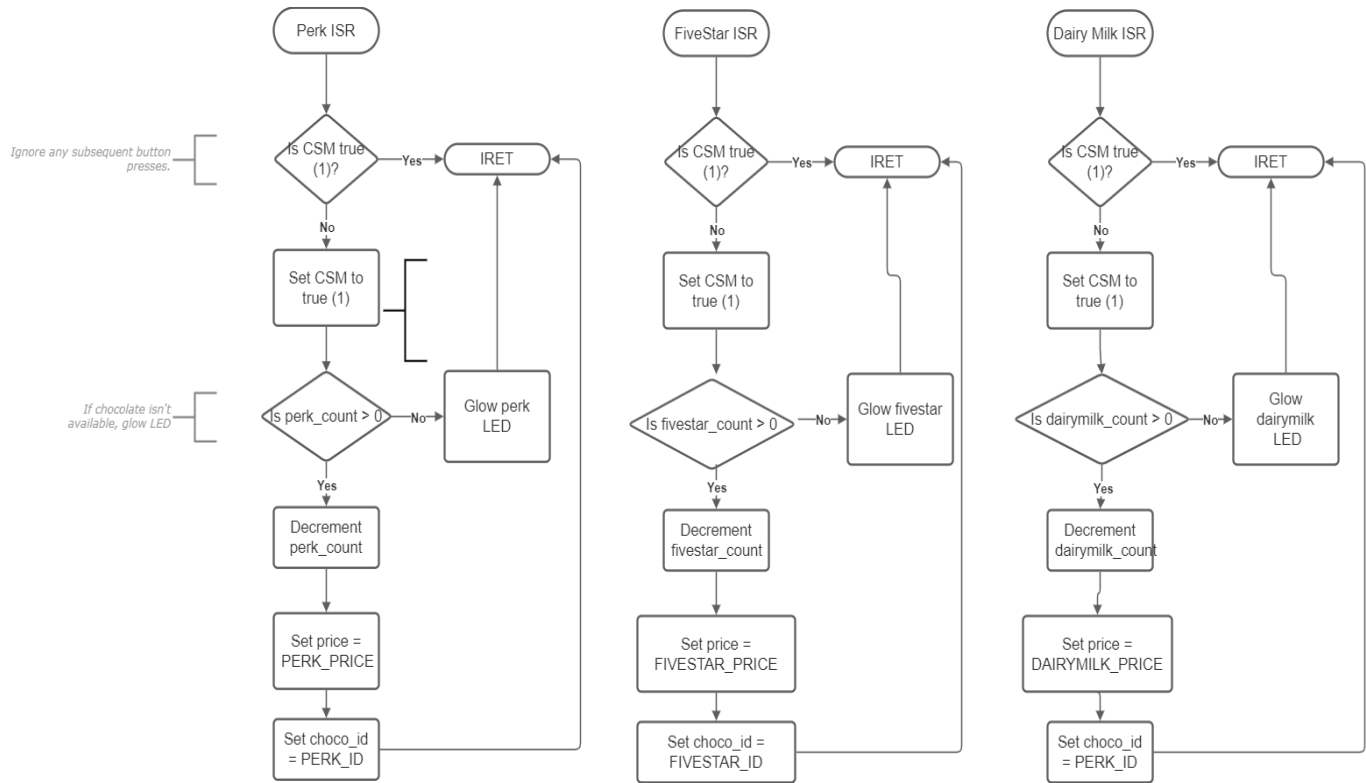 Perk ISR
Ignore any subsequent button
presses.
Is CSM true
(1)?
Yes
IRET
No
Set CSM to
true (1)
If chocolate isn't
available, glow LED
Is perk_count > 0
No
Glow perk
LED
Yes
Decrement
perk_count
Set price =
PERK_PRICE
Set choco_id
= PERK_ID
FiveStar ISR
Is CSM true
(1)?
Yes
IRET
No
Set CSM to
true (1)
Is fivestar_count > 0
No
Glow fivestar
LED
Yes
Decrement
fivestar_count
Set price =
FIVESTAR_PRICE
Set choco_id =
FIVESTAR_ID
Dairy Milk ISR
Is CSM true
(1)?
Yes
IRET
No
Set CSM to
true (1)
Is dairymilk_count > 0
No
Glow
dairymilk
LED
Yes
Decrement
dairymilk_count
Set price =
DAIRYMILK_PRICE
Set choco_id
= PERK_ID